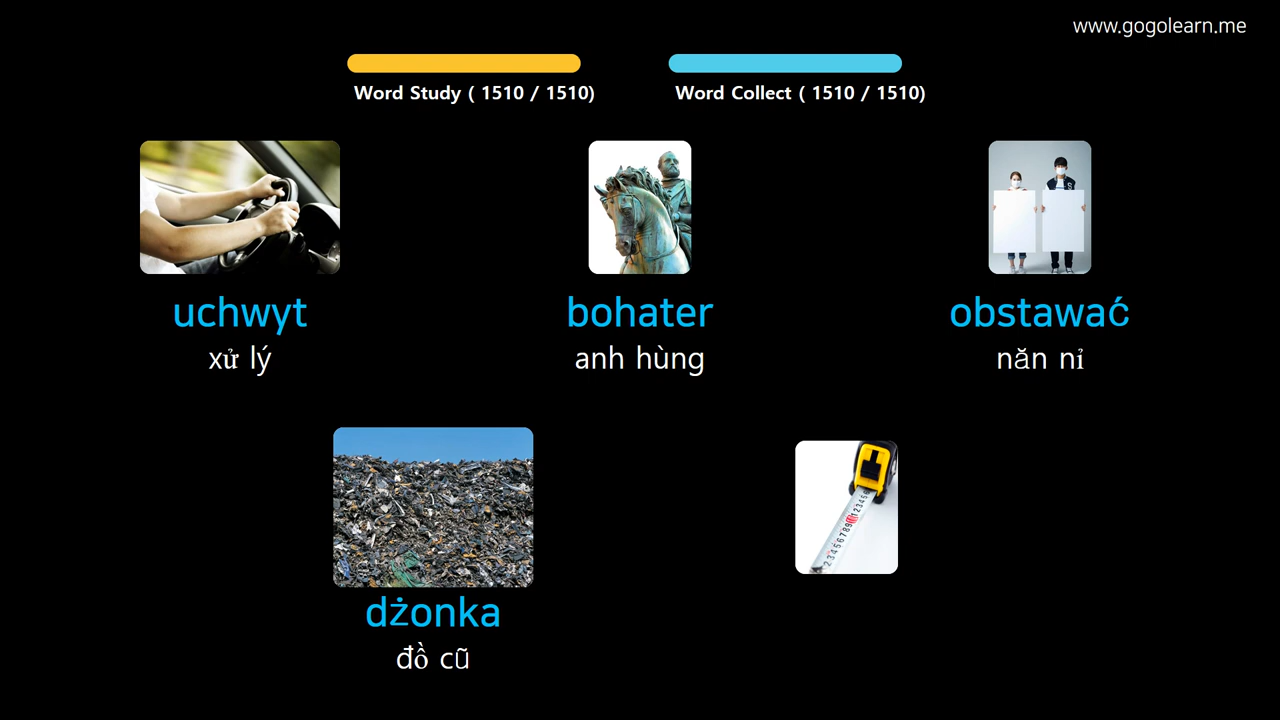 www.gogolearn.me
Word Study ( 1510 / 1510)
Word Collect ( 1510 / 1510)
uchwyt
bohater
obstawać
xử lý
anh hùng
năn nỉ
dżonka
đồ cũ